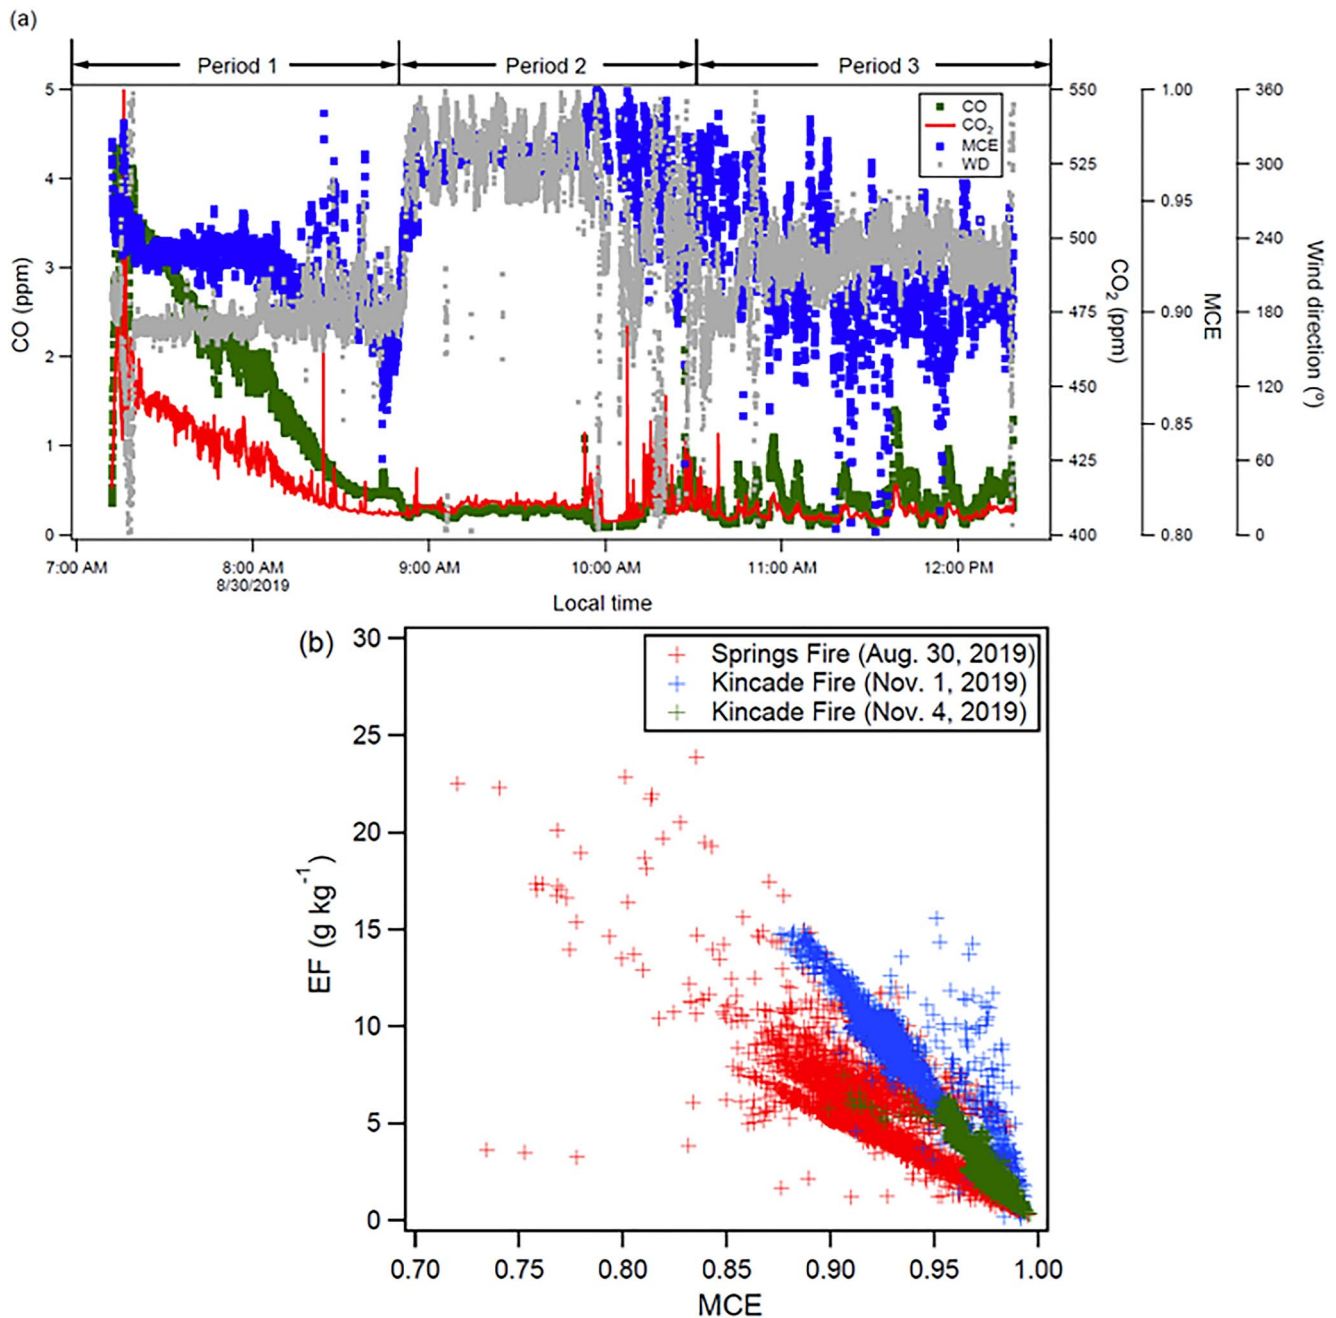 (a)
Period 1
Period 2
Period 3
CO
CO2
MCE
WD
5
4
3
2
1
0
CO (ppm)
550
525
500
475
450
425
400
CO2 (ppm)
1.00
0.95
0.90
0.85
0.80
MCE
360
300
240
180
120
60
0
Wind direction (°)
7:00 AM
8:00 AM
9:00 AM
10:00 AM
11:00 AM
12:00 PM
8/30/2019
Local time
(b)
Springs Fire (Aug. 30, 2019)
Kincade Fire (Nov. 1, 2019)
Kincade Fire (Nov. 4, 2019)
30
25
20
15
10
5
0
EF (g kg-1)
0.70
0.75
0.80
0.85
0.90
0.95
1.00
MCE